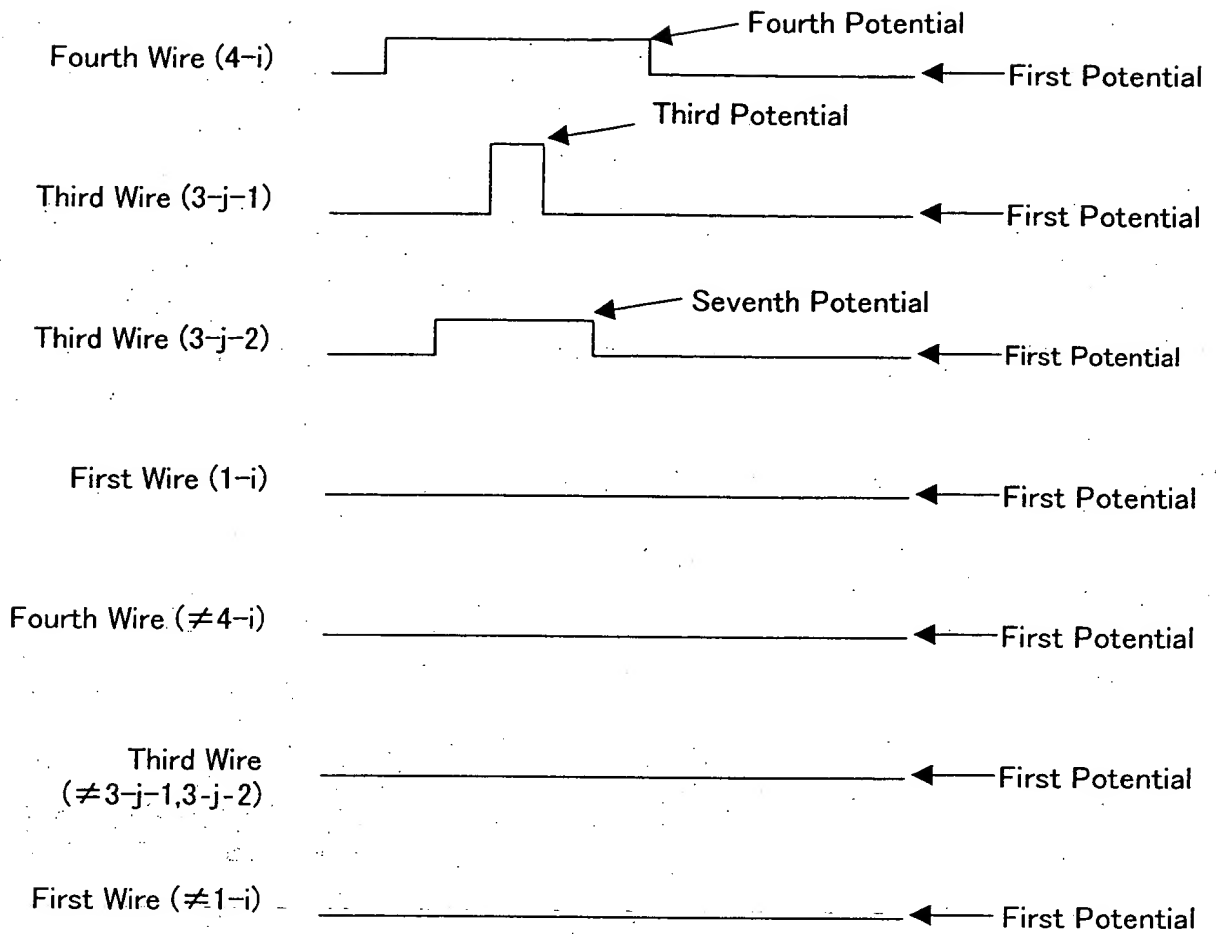 Fourth Potential
Fourth Wire (4-i)
First Potential
Third Potential
Third Wire (3-j-1)
First Potential
Seventh Potential
Third Wire (3-j-2)
First Potential
First Wire (1-i)
First Potential
Fourth Wire (≠4-i)
First Potential
Third Wire
(≠3-j-1,3-j-2)
First Potential
First Wire (≠1-i)
First Potential